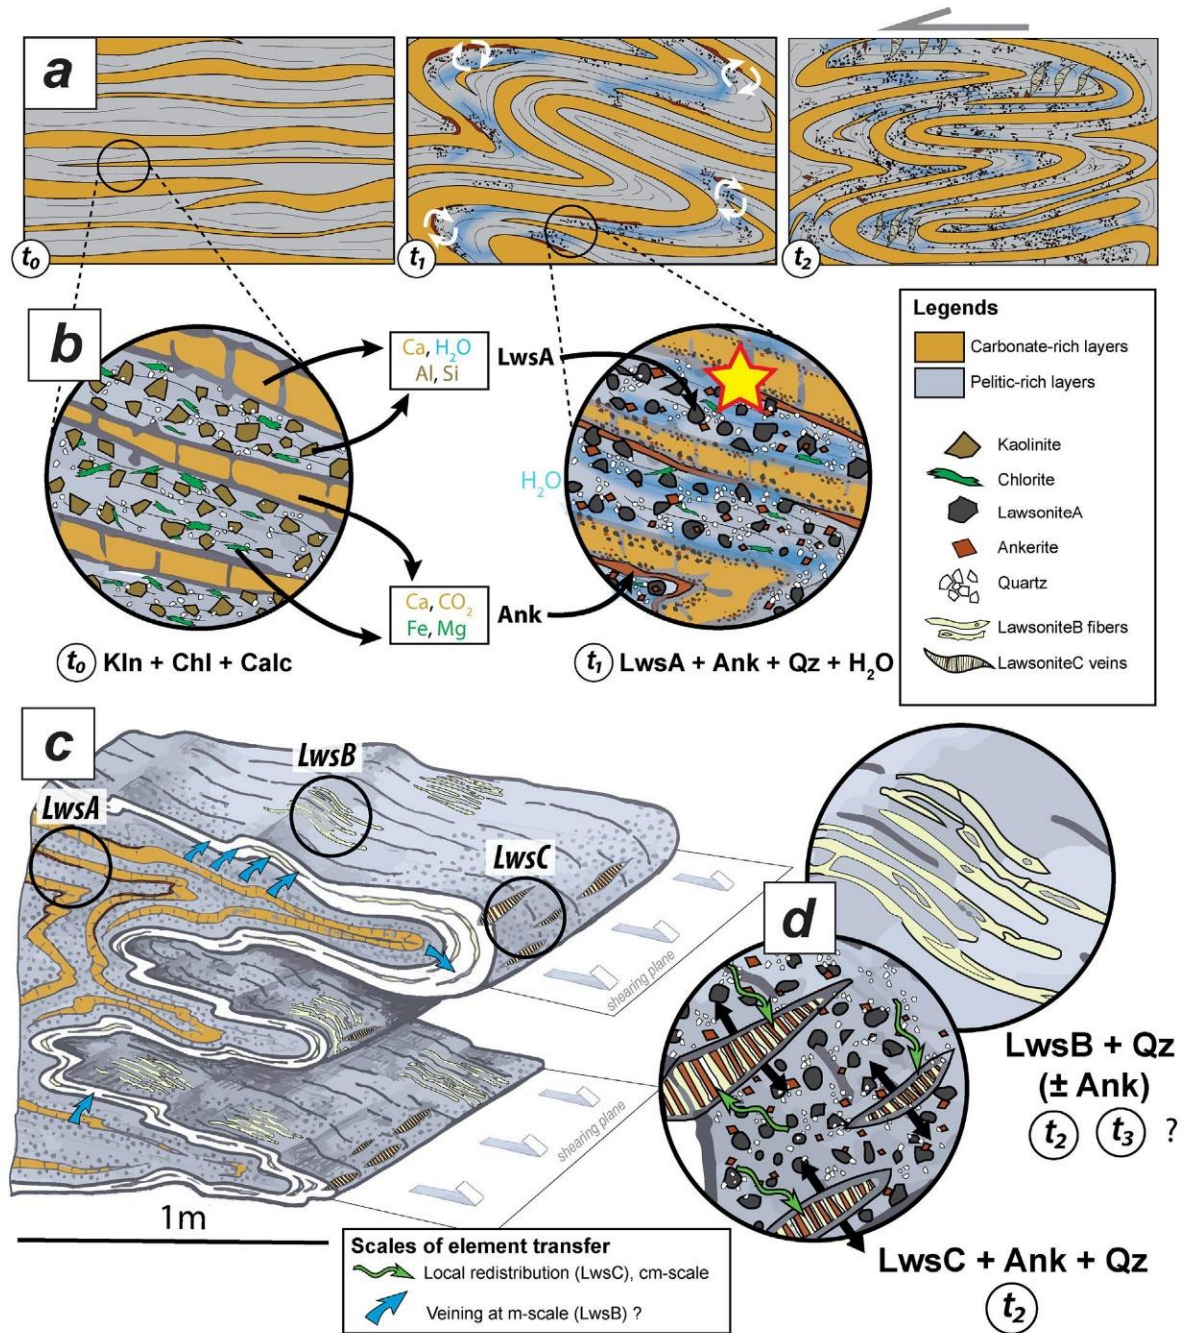 a
t0
t1
t2
b
Ca, H2O
Al, Si
LwsA
H2O
Ca, CO2
Fe, Mg
Ank
t0 Kln + Chl + Calc
t1 LwsA + Ank + Qz + H2O
Legends
Carbonate-rich layers
Pelitic-rich layers
Kaolinite
Chlorite
LawsoniteA
Ankerite
Quartz
LawsoniteB fibers
LawsoniteC veins
c
LwsA
LwsB
LwsC
shearing plane
shearing plane
1m
d
LwsB + Qz
(± Ank)
t2 t3 ?
LwsC + Ank + Qz
t2
Scales of element transfer
Local redistribution (LwsC), cm-scale
Veining at m-scale (LwsB) ?